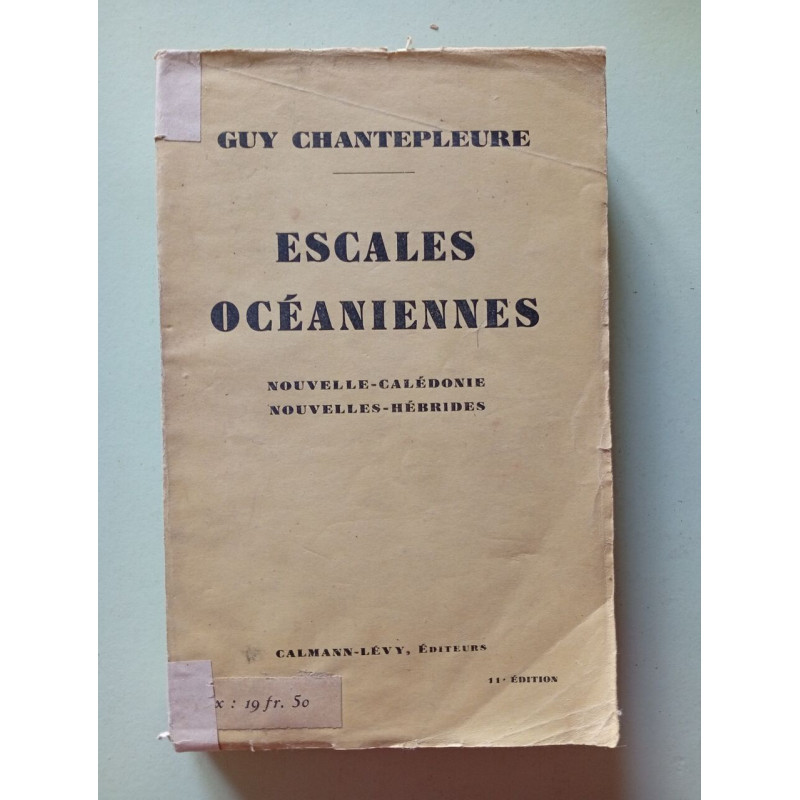 GUY CHANTEPLEURE
ESCALES
OCÉANIENNES
NOUVELLE-CALÉDONIE
NOUVELLES-HÉBRIDES
CALMANN-LÉVY, ÉDITEURS
11e ÉDITION
x : 19 fr. 50